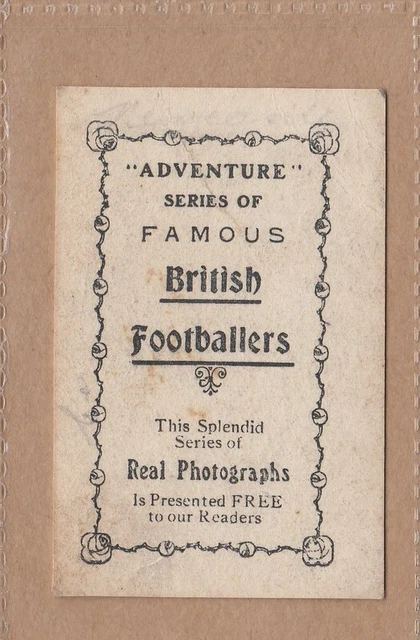 "ADVENTURE"
SERIES OF
FAMOUS
British
Footballers
This Splendid
Series of
Real Photographs
Is Presented FREE
to our Readers